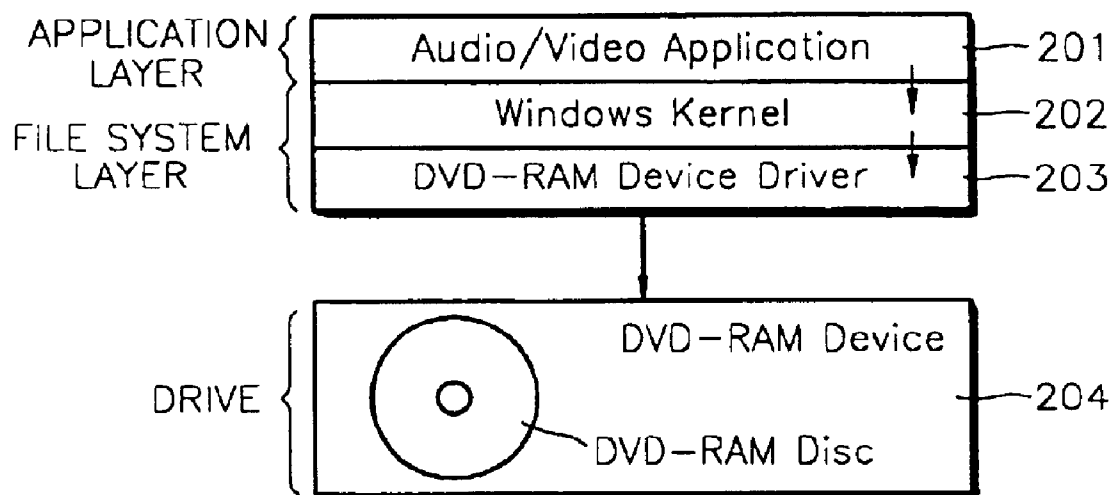 APPLICATION
LAYER
Audio/Video Application
201
Windows Kernel
202
FILE SYSTEM
LAYER
DVD-RAM Device Driver
203
DRIVE
DVD-RAM Device
204
DVD-RAM Disc